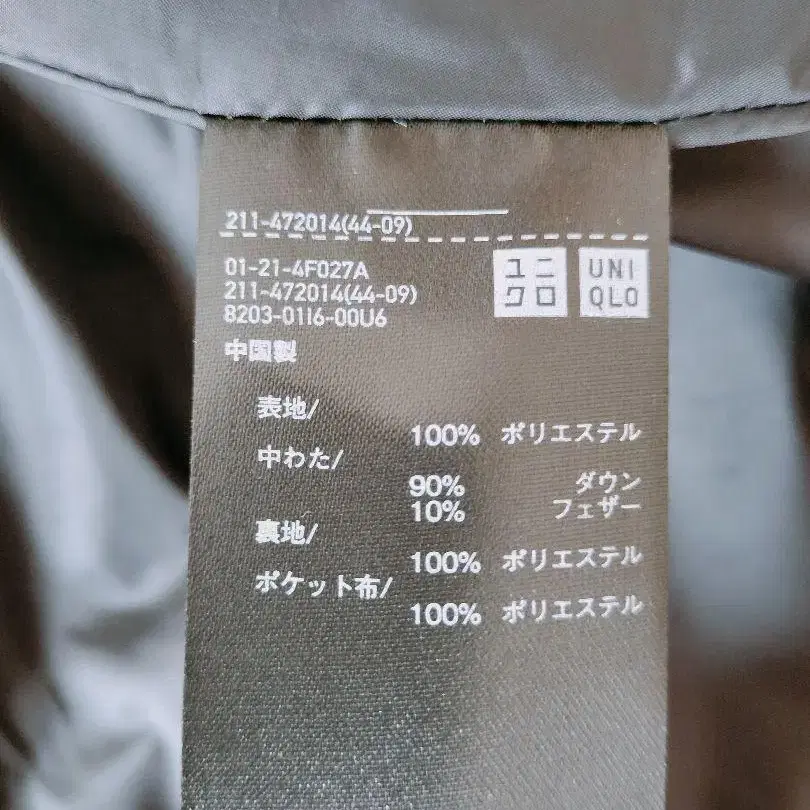 211-472014(44-09)
01-21-4F027A
211-472014(44-09)
8203-01I6-00U6
中国製
ユニ
クロ
UNI
QLO
表地/
100% ポリエステル
中わた/
90% ダウン
10% フェザー
裏地/
100% ポリエステル
ポケット布/
100% ポリエステル